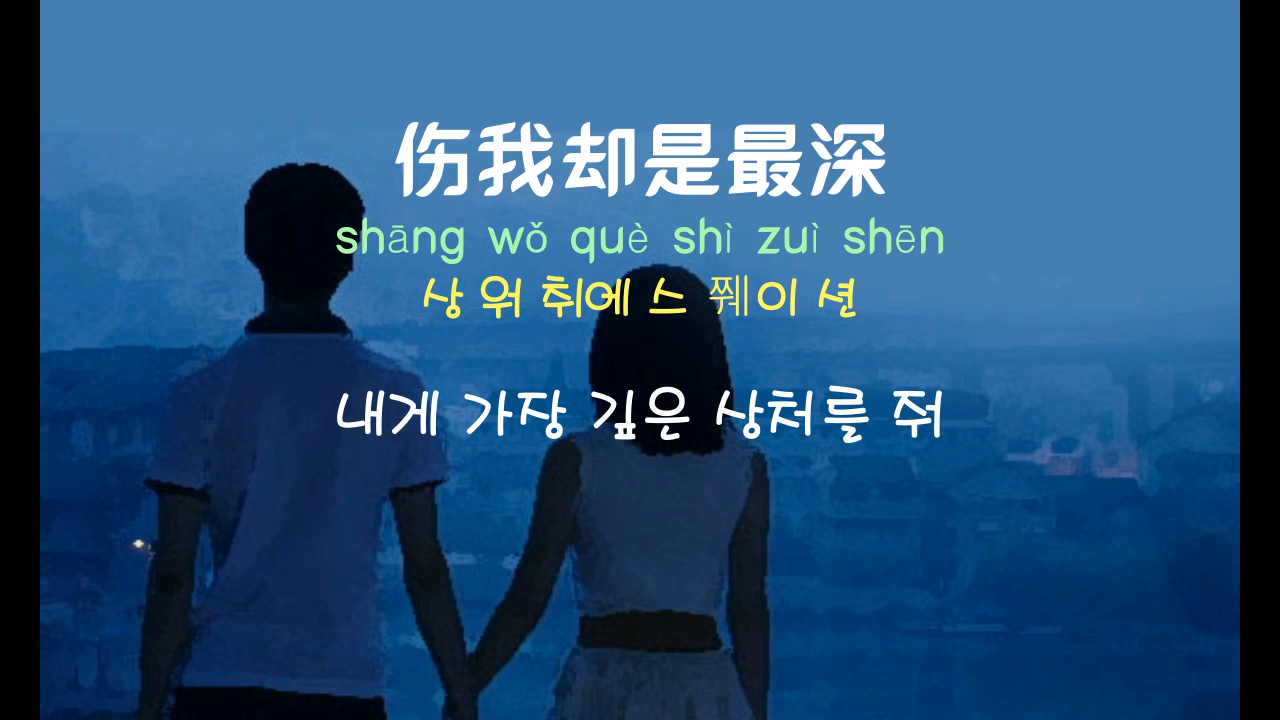 伤我却是最深
shāng wǒ què shì zuì shēn
상 워 취에 스 쮀이 션
내게 가장 깊은 상처를 줘